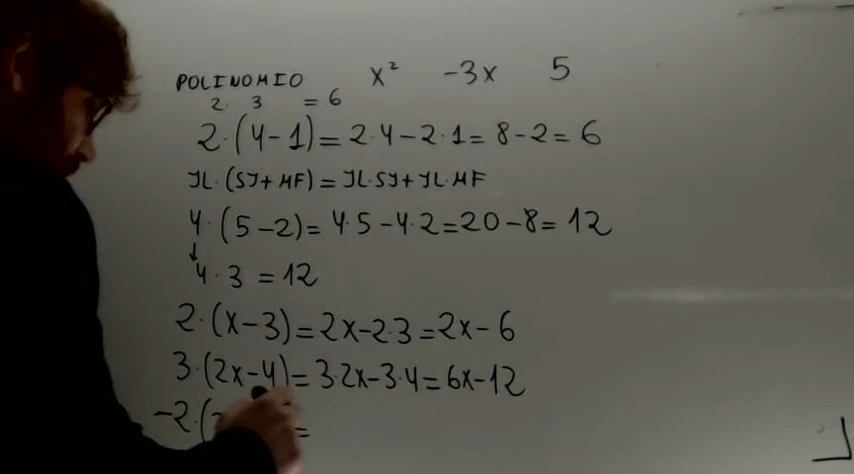 POLINOMIO x² -3x 5
2· 3 = 6
2·(4-1)=2·4-2·1=8-2=6
JL·(SJ+MF)=JL·SJ+JL·MF
4·(5-2)=4·5-4·2=20-8=12
↓
4·3=12
2·(x-3)=2x-2·3=2x-6
3·(2x-4)=3·2x-3·4=6x-12
-2·( =